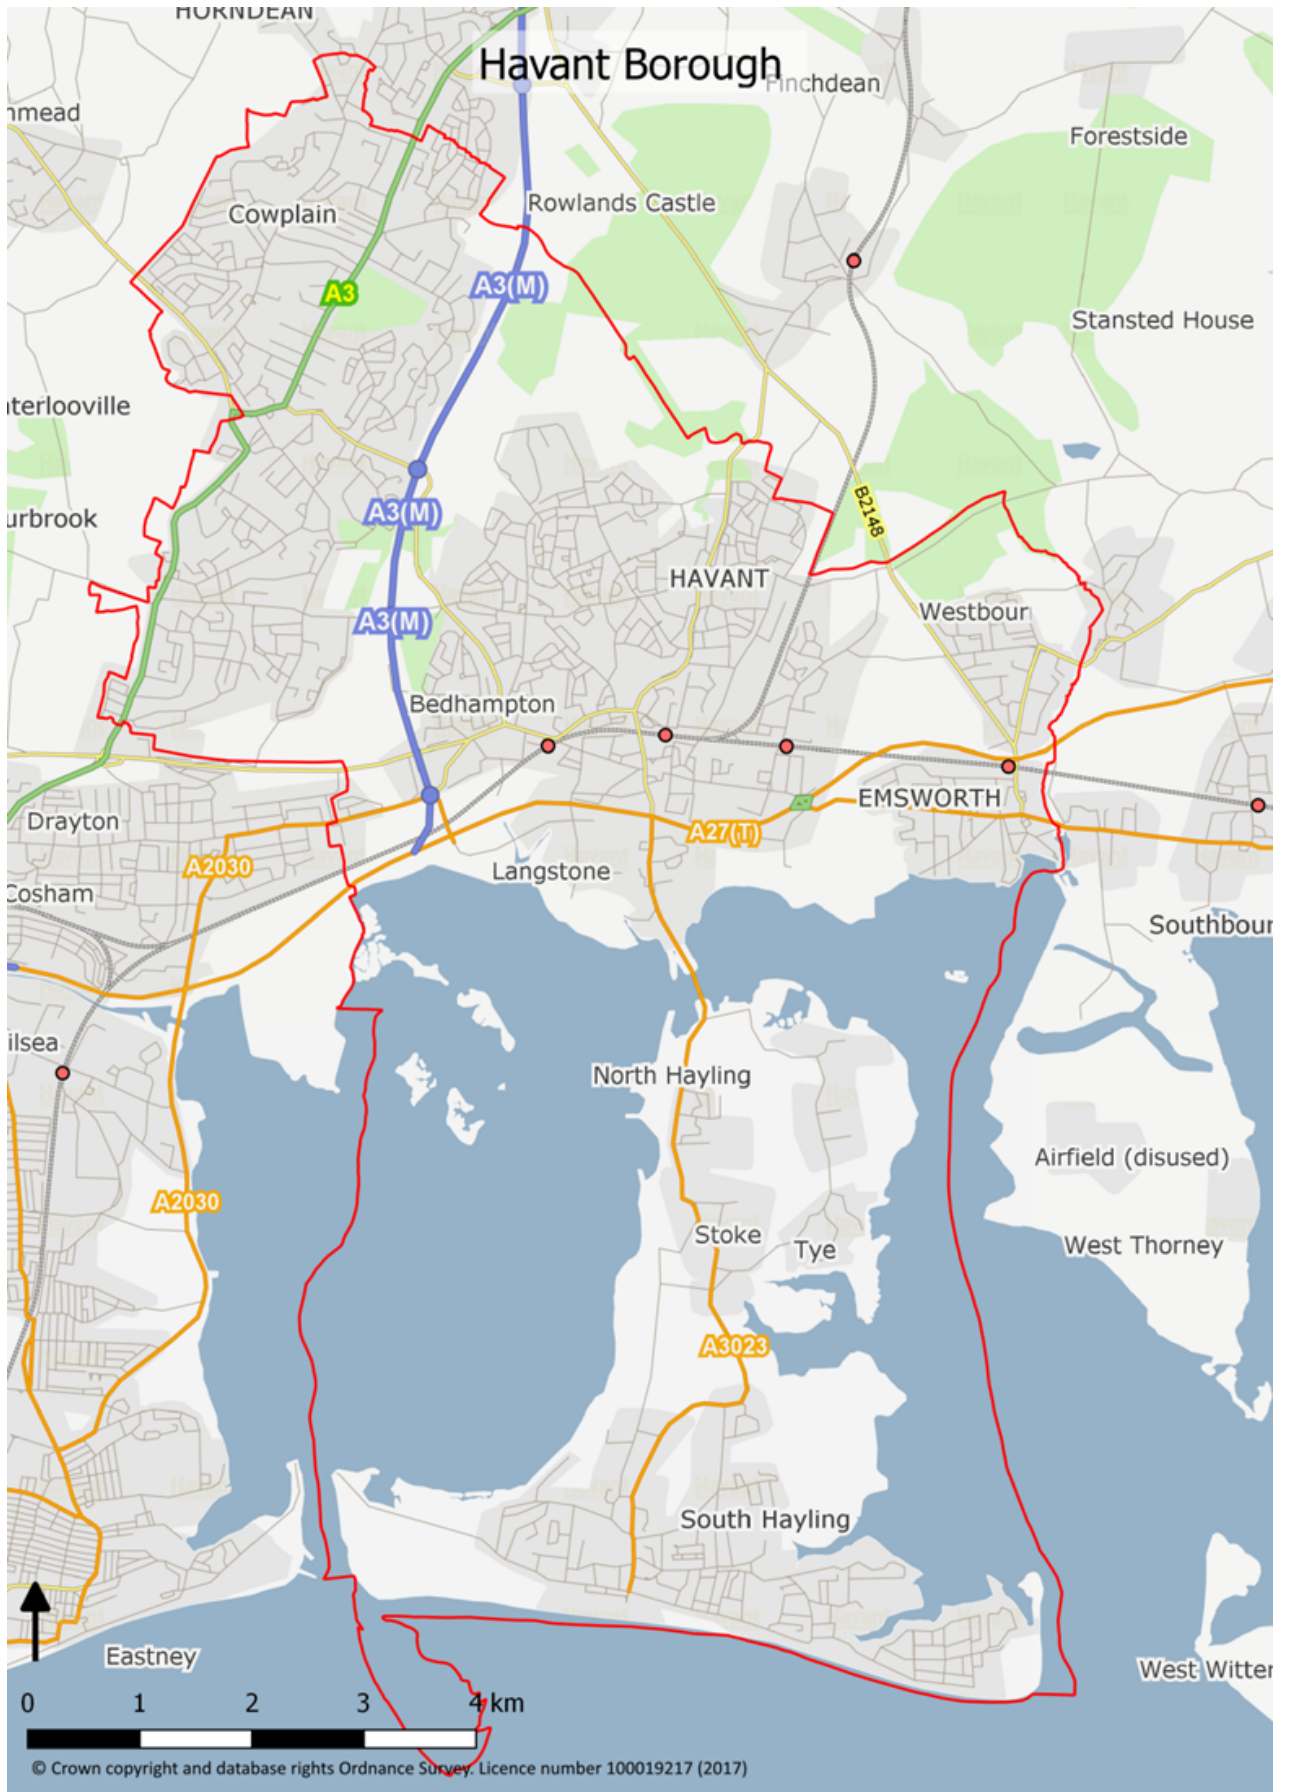 HORNDEAN
Havant Borough
Finchdean
nmead
Forestside
Rowlands Castle
Cowplain
A3(M)
A3
Stansted House
aterlooville
B2148
A3(M)
urbrook
HAVANT
Westbour
A3(M)
Bedhampton
EMSWORTH
Drayton
A27(T)
A2030
Langstone
Cosham
Southbour
ilsea
North Hayling
Airfield (disused)
A2030
Stoke
Tye
West Thorney
A3023
South Hayling
Eastney
West Witter
0 1 2 3 4 km
© Crown copyright and database rights Ordnance Survey. Licence number 100019217 (2017)